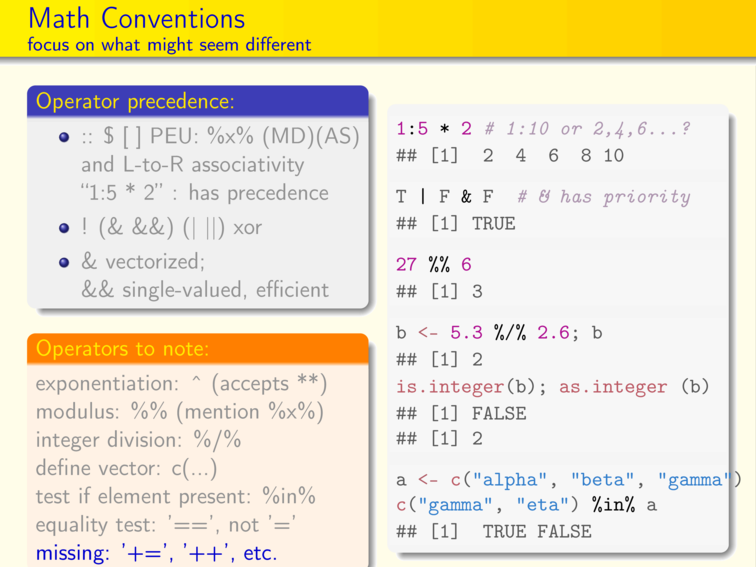 Math Conventions
focus on what might seem different
Operator precedence:
:: $ [ ] PEU: %x% (MD)(AS)
and L-to-R associativity
“1:5 * 2” : has precedence
! (& &&) (| ||) xor
& vectorized;
&& single-valued, efficient
Operators to note:
exponentiation: ^ (accepts **)
modulus: %% (mention %x%)
integer division: %/%
define vector: c(...)
test if element present: %in%
equality test: '==', not '='
missing: '+=', '++', etc.
1:5 * 2 # 1:10 or 2,4,6...?
## [1]  2  4  6  8 10
T | F & F  # & has priority
## [1] TRUE
27 %% 6
## [1] 3
b <- 5.3 %/% 2.6; b
## [1] 2
is.integer(b); as.integer (b)
## [1] FALSE
## [1] 2
a <- c("alpha", "beta", "gamma")
c("gamma", "eta") %in% a
## [1]  TRUE FALSE